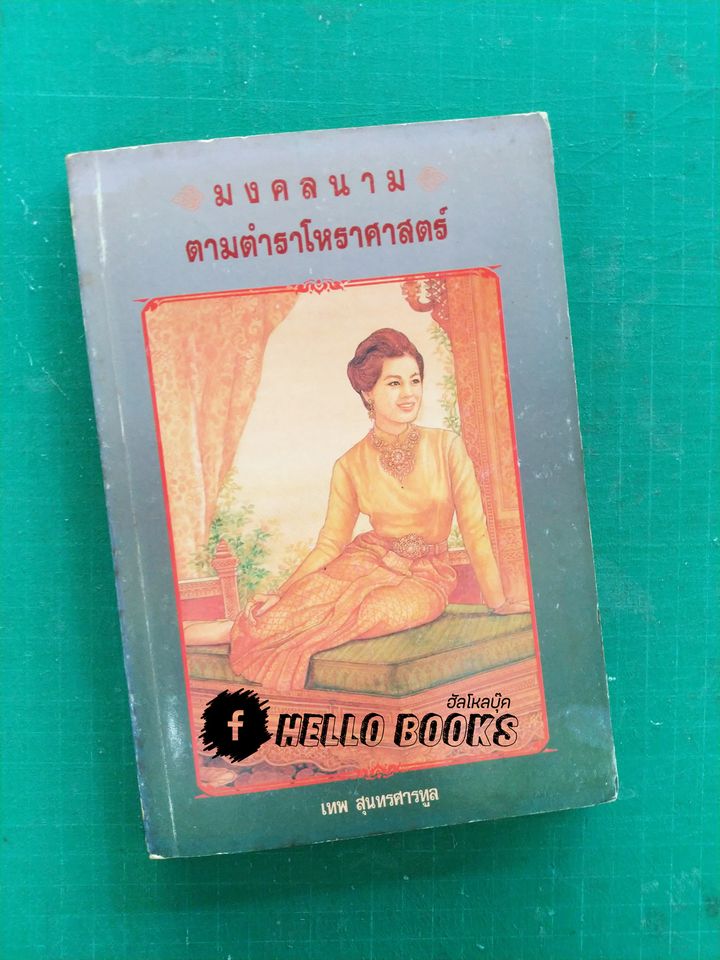 มงคลนาม
ตามตำราโหราศาสตร์
ฮัลโหลบุ๊ค
f HELLO BOOKS
เทพ สุนทรศารทูล